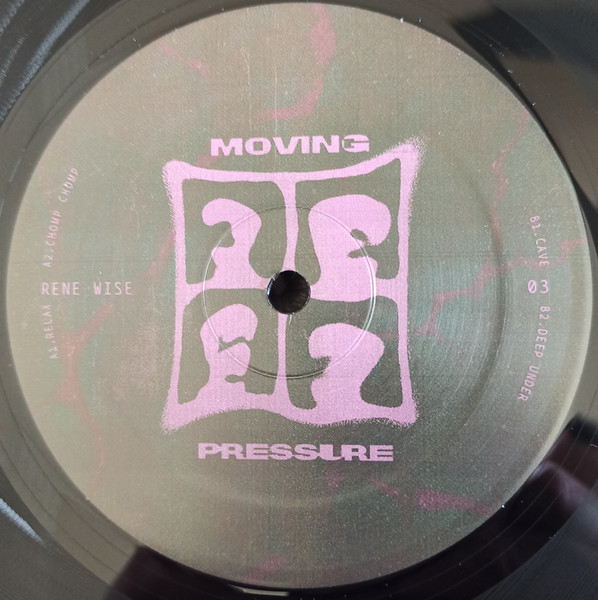 MOVING
A1.RELAX A2.CHOMP CHOMP
RENE WISE
B1.CAVE B2.DEEP UNDER
03
PRESSURE